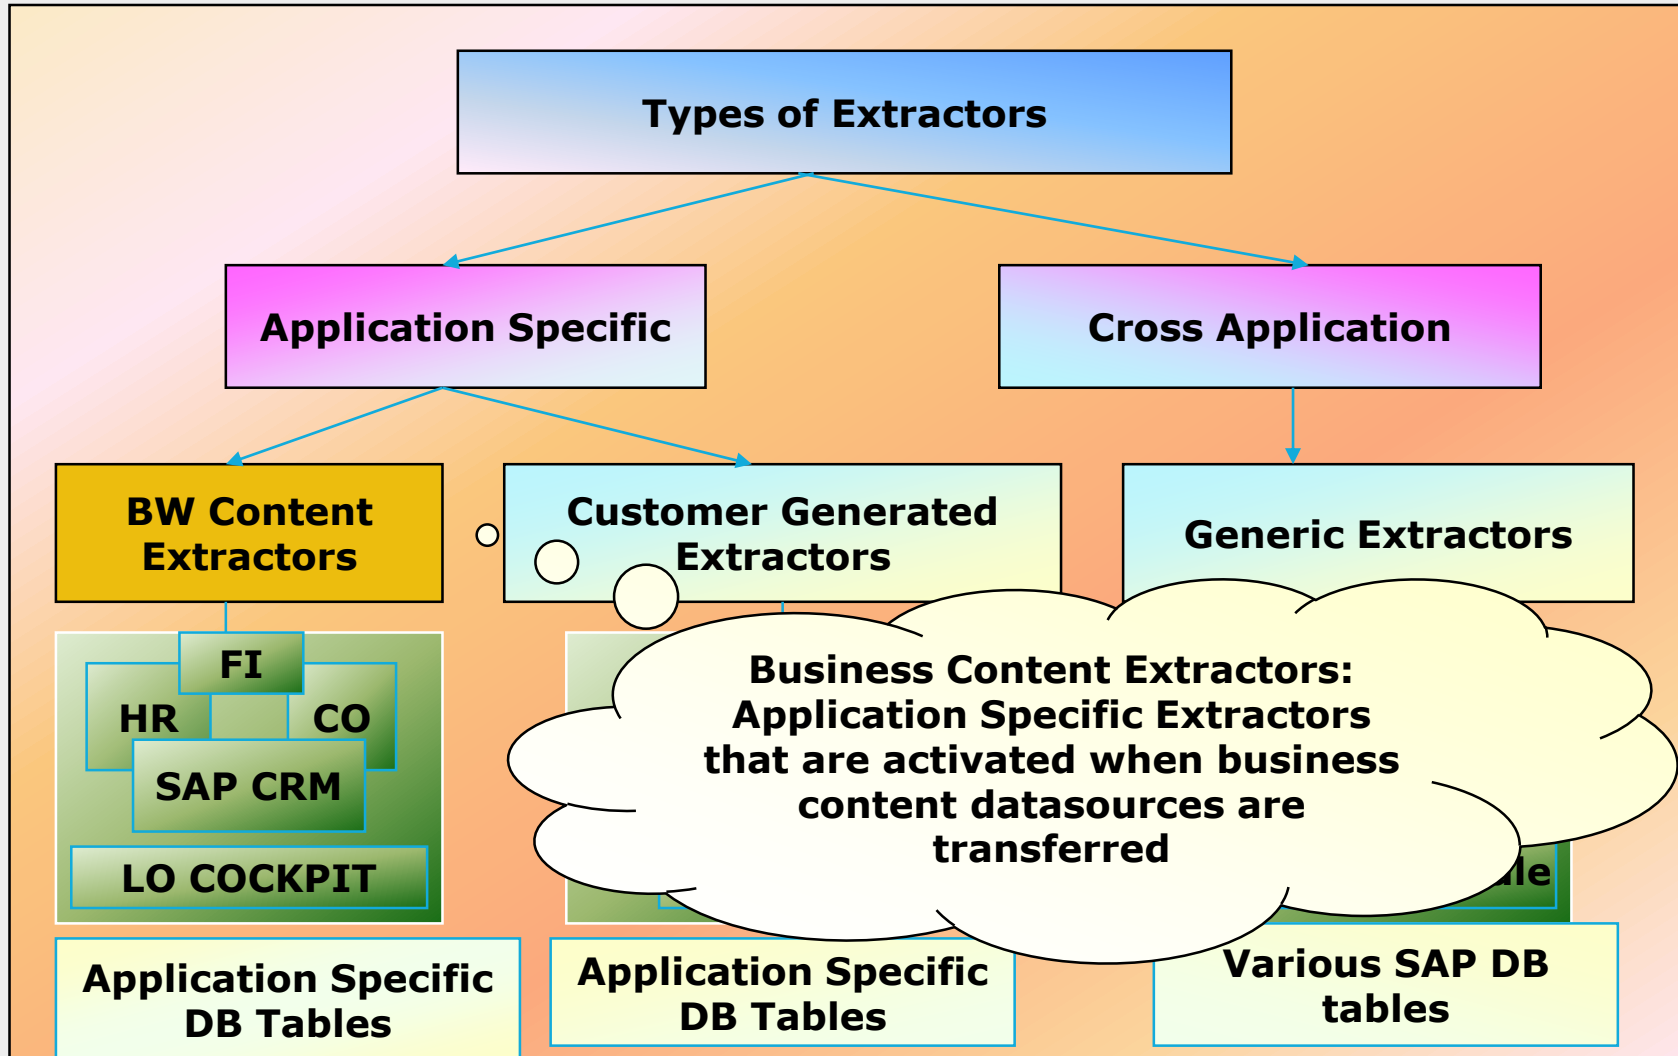 Types of Extractors
Application Specific
Cross Application
BW Content
Extractors
Customer Generated
Extractors
Generic Extractors
FI
HR
CO
SAP CRM
LO COCKPIT
Business Content Extractors:
Application Specific Extractors
that are activated when business
content datasources are
transferred
Application Specific
DB Tables
Application Specific
DB Tables
Various SAP DB
tables